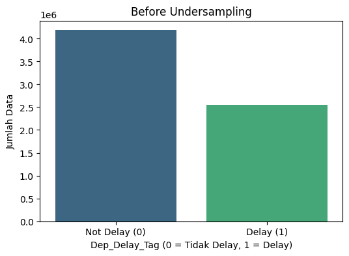 Before Undersampling
1e6
4.0
3.5
3.0
2.5
2.0
1.5
1.0
0.5
0.0
Jumlah Data
Not Delay (0) Delay (1)
Dep_Delay_Tag (0 = Tidak Delay, 1 = Delay)